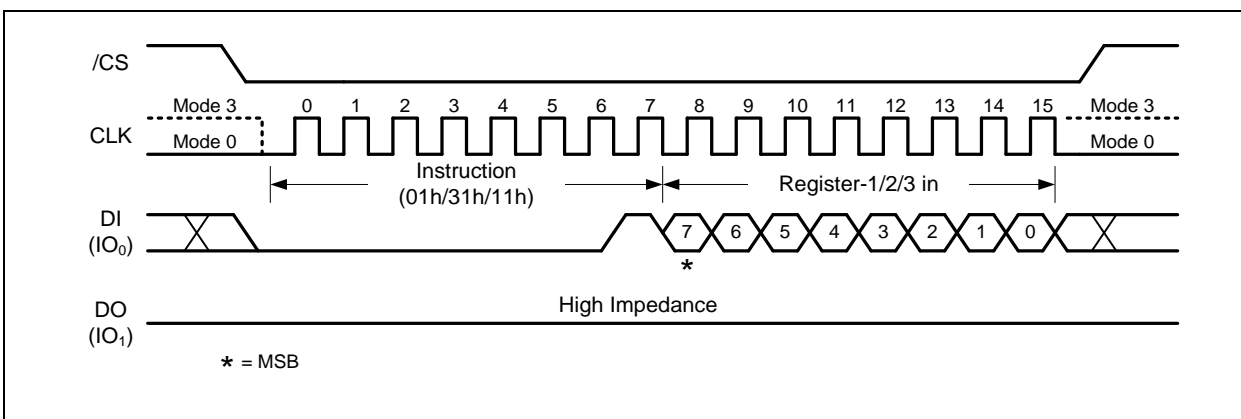 /CS
Mode 3 0 1 2 3 4 5 6 7 8 9 10 11 12 13 14 15 Mode 3
CLK
Mode 0 Mode 0
Instruction
(01h/31h/11h)
Register-1/2/3 in
DI
(IO₀)
7 6 5 4 3 2 1 0
*
High Impedance
DO
(IO₁)
* = MSB